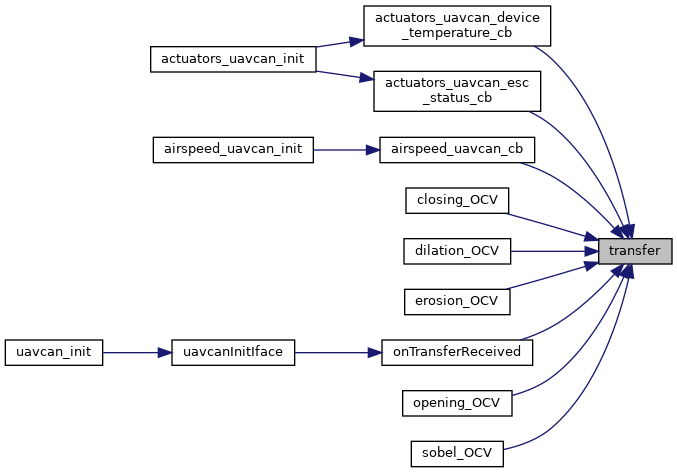 actuators_uavcan_device
_temperature_cb
actuators_uavcan_init
actuators_uavcan_esc
_status_cb
airspeed_uavcan_init
airspeed_uavcan_cb
closing_OCV
dilation_OCV
transfer
erosion_OCV
uavcan_init
uavcanInitIface
onTransferReceived
opening_OCV
sobel_OCV